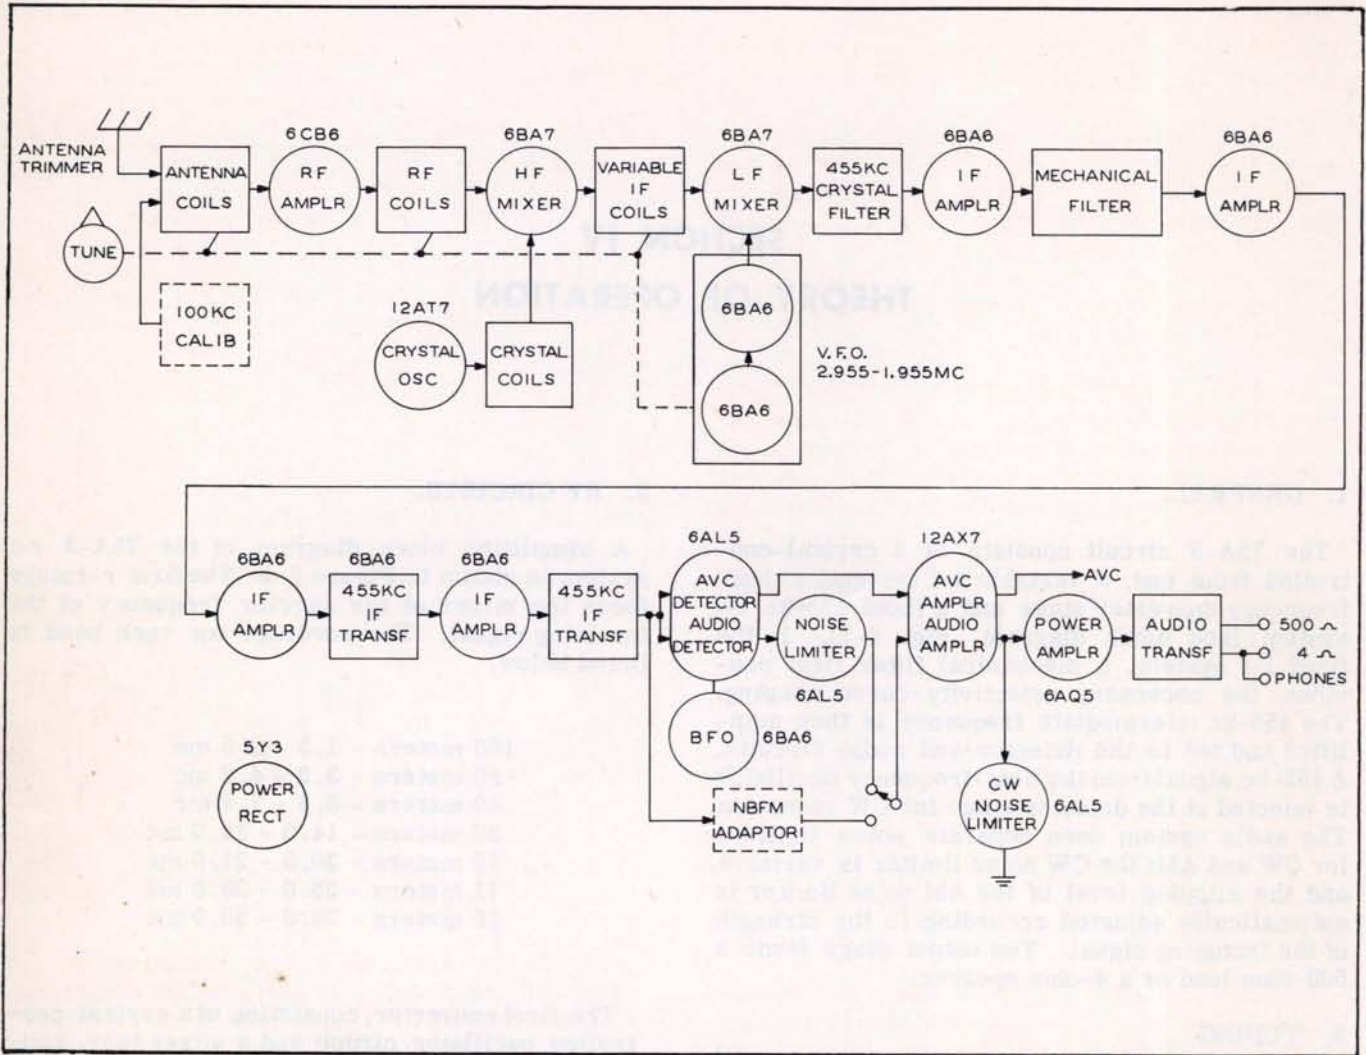 ANTENNA
TRIMMER
TUNE
ANTENNA
COILS
100KC
CALIB
6CB6
RF
AMPLR
RF
COILS
6BA7
HF
MIXER
12AT7
CRYSTAL
OSC
CRYSTAL
COILS
VARIABLE
IF
COILS
6BA7
LF
MIXER
6BA6
6BA6
V.F.O.
2.955-1.955MC
455KC
CRYSTAL
FILTER
6BA6
IF
AMPLR
MECHANICAL
FILTER
6BA6
IF
AMPLR
6BA6
IF
AMPLR
455KC
IF
TRANSF
6BA6
IF
AMPLR
455KC
IF
TRANSF
6AL5
AVC
DETECTOR
AUDIO
DETECTOR
BFO
6BA6
NBFM
ADAPTOR
NOISE
LIMITER
6AL5
12AX7
AVC
AMPLR
AUDIO
AMPLR
AVC
CW
NOISE
LIMITER
6AL5
POWER
AMPLR
6AQ5
AUDIO
TRANSF
500
4
PHONES
5Y3
POWER
RECT